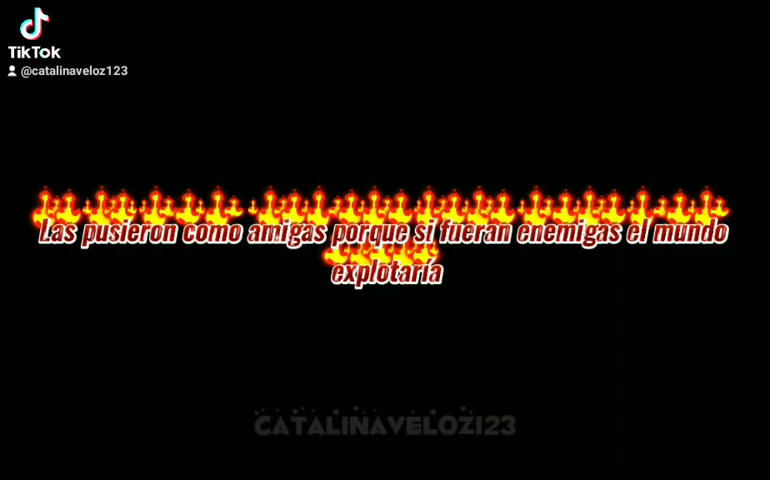 TikTok
@catalinaveloz123
Las pusieron como amigas porque si fueran enemigas el mundo
explotaría
CATALINAVELOZ123